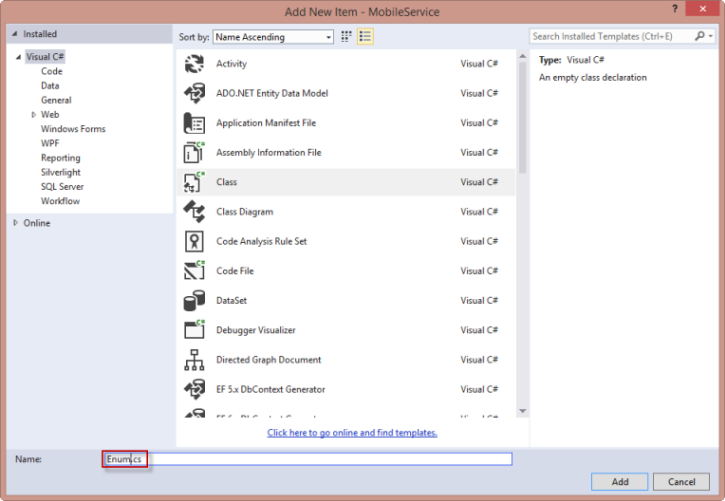 Add New Item - MobileService
? ×
Installed
Sort by: Name Ascending
Search Installed Templates (Ctrl+E)
Visual C#
Code
Data
General
Web
Windows Forms
WPF
Reporting
Silverlight
SQL Server
Workflow
Online
Activity Visual C#
ADO.NET Entity Data Model Visual C#
Application Manifest File Visual C#
Assembly Information File Visual C#
Class Visual C#
Class Diagram Visual C#
Code Analysis Rule Set Visual C#
Code File Visual C#
DataSet Visual C#
Debugger Visualizer Visual C#
Directed Graph Document Visual C#
EF 5.x DbContext Generator Visual C#
Type: Visual C#
An empty class declaration
Click here to go online and find templates.
Name: Enum.cs
Add Cancel